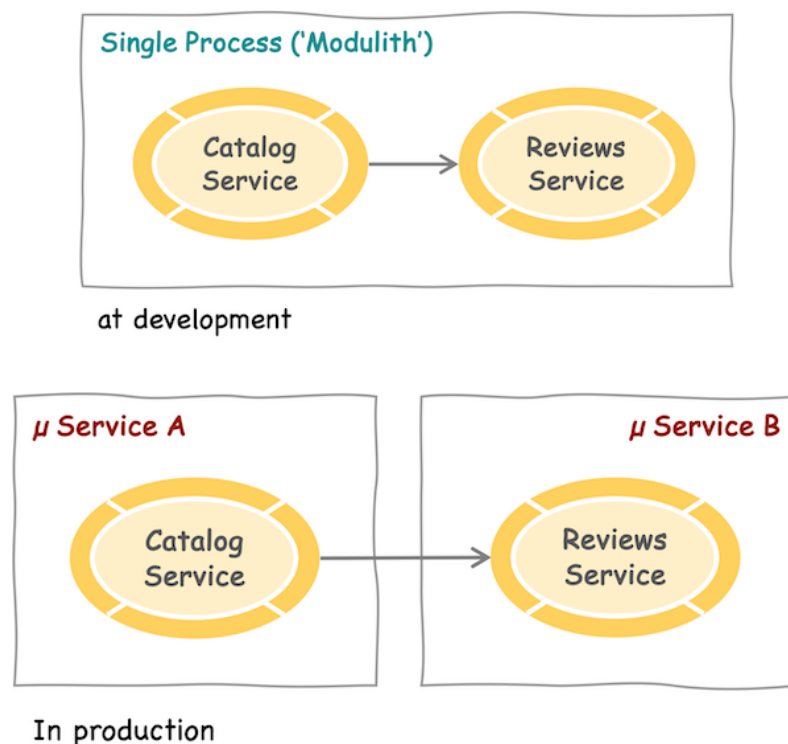 Single Process (‘Modulith’)
Catalog
Service
Reviews
Service
at development
µ Service A
µ Service B
Catalog
Service
Reviews
Service
In production